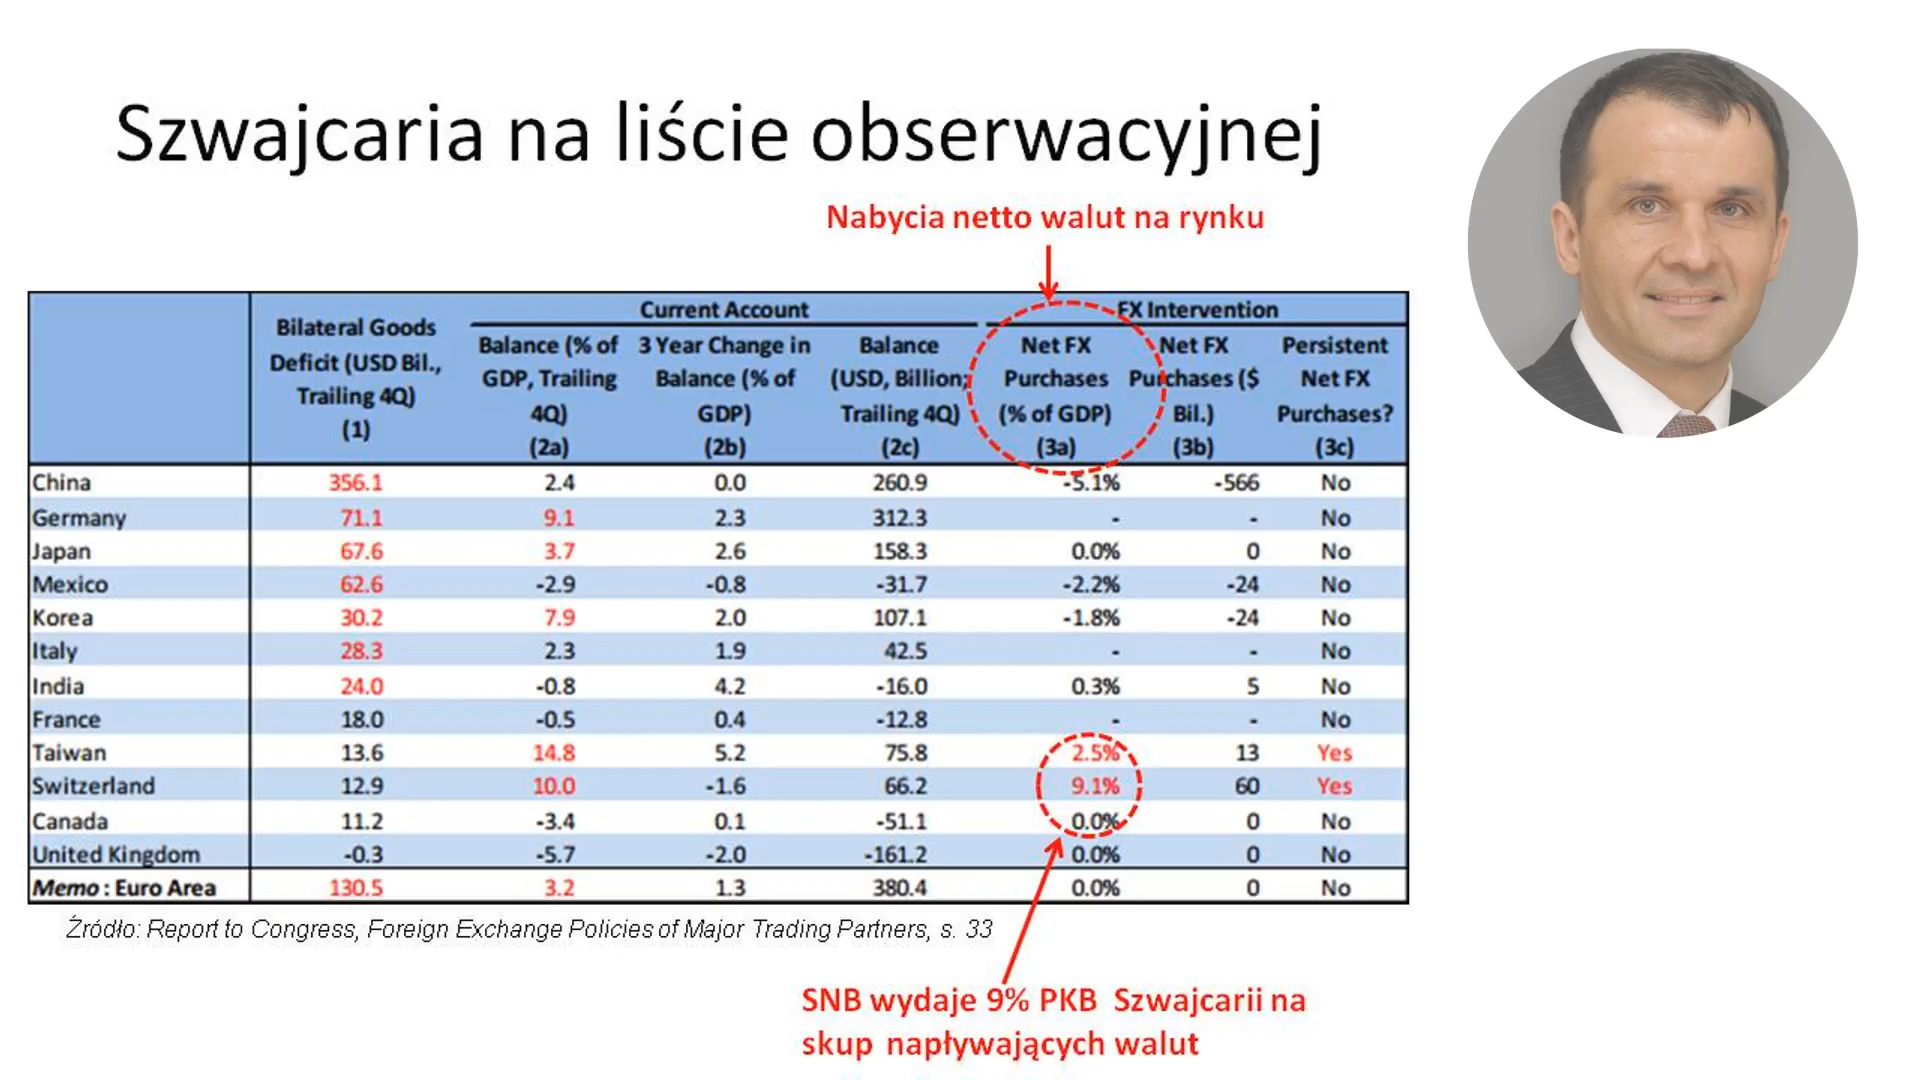 Szwajcaria na liście obserwacyjnej
Nabycia netto walut na rynku
Current Account FX Intervention
Bilateral Goods Deficit (USD Bil., Trailing 4Q) (1) Balance (% of GDP, Trailing 4Q) (2a) 3 Year Change in Balance (% of GDP) (2b) Balance (USD, Billion; Trailing 4Q) (2c) Net FX Purchases (% of GDP) (3a) Net FX Purchases ($ Bil.) (3b) Persistent Net FX Purchases? (3c)
China 356.1 2.4 0.0 260.9 -5.1% -566 No
Germany 71.1 9.1 2.3 312.3 - - No
Japan 67.6 3.7 2.6 158.3 0.0% 0 No
Mexico 62.6 -2.9 -0.8 -31.7 -2.2% -24 No
Korea 30.2 7.9 2.0 107.1 -1.8% -24 No
Italy 28.3 2.3 1.9 42.5 - - No
India 24.0 -0.8 4.2 -16.0 0.3% 5 No
France 18.0 -0.5 0.4 -12.8 - - No
Taiwan 13.6 14.8 5.2 75.8 2.5% 13 Yes
Switzerland 12.9 10.0 -1.6 66.2 9.1% 60 Yes
Canada 11.2 -3.4 0.1 -51.1 0.0% 0 No
United Kingdom -0.3 -5.7 -2.0 -161.2 0.0% 0 No
Memo : Euro Area 130.5 3.2 1.3 380.4 0.0% 0 No
Źródło: Report to Congress, Foreign Exchange Policies of Major Trading Partners, s. 33
SNB wydaje 9% PKB Szwajcarii na
skup napływających walut